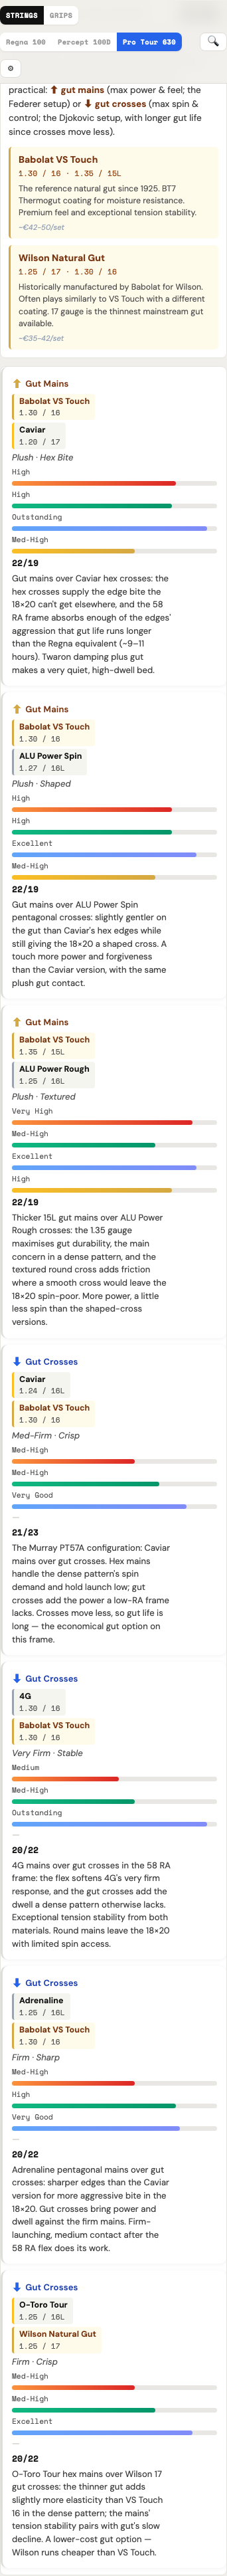 STRINGS GRIPS
Regna 100 Percept 100D Pro Tour 630
practical: ⬆ gut mains (max power & feel; the
Federer setup) or ⬇ gut crosses (max spin &
control; the Djokovic setup, with longer gut life
since crosses move less).
Babolat VS Touch
1.30 / 16 · 1.35 / 15L
The reference natural gut since 1925. BT7
Thermogut coating for moisture resistance.
Premium feel and exceptional tension stability.
~€42-50/set
Wilson Natural Gut
1.25 / 17 · 1.30 / 16
Historically manufactured by Babolat for Wilson.
Often plays similarly to VS Touch with a different
coating. 17 gauge is the thinnest mainstream gut
available.
~€35-42/set
⬆ Gut Mains
Babolat VS Touch
1.30 / 16
Caviar
1.20 / 17
Plush · Hex Bite
High
High
Outstanding
Med-High
22/19
Gut mains over Caviar hex crosses: the
hex crosses supply the edge bite the
18×20 can't get elsewhere, and the 58
RA frame absorbs enough of the edges'
aggression that gut life runs longer
than the Regna equivalent (~9–11
hours). Twaron damping plus gut
makes a very quiet, high-dwell bed.
⬆ Gut Mains
Babolat VS Touch
1.30 / 16
ALU Power Spin
1.27 / 16L
Plush · Shaped
High
High
Excellent
Med-High
22/19
Gut mains over ALU Power Spin
pentagonal crosses: slightly gentler on
the gut than Caviar's hex edges while
still giving the 18×20 a shaped cross. A
touch more power and forgiveness
than the Caviar version, with the same
plush gut contact.
⬆ Gut Mains
Babolat VS Touch
1.35 / 15L
ALU Power Rough
1.25 / 16L
Plush · Textured
Very High
Med-High
Excellent
High
22/19
Thicker 15L gut mains over ALU Power
Rough crosses: the 1.35 gauge
maximises gut durability, the main
concern in a dense pattern, and the
textured round cross adds friction
where a smooth cross would leave the
18×20 spin-poor. More power, a little
less spin than the shaped-cross
versions.
⬇ Gut Crosses
Caviar
1.24 / 16L
Babolat VS Touch
1.30 / 16
Med-Firm · Crisp
Med-High
Med-High
Very Good
—
21/23
The Murray PT57A configuration: Caviar
mains over gut crosses. Hex mains
handle the dense pattern's spin
demand and hold launch low; gut
crosses add the power a low-RA frame
lacks. Crosses move less, so gut life is
long — the economical gut option on
this frame.
⬇ Gut Crosses
4G
1.30 / 16
Babolat VS Touch
1.30 / 16
Very Firm · Stable
Medium
Med-High
Outstanding
—
20/22
4G mains over gut crosses in the 58 RA
frame: the flex softens 4G's very firm
response, and the gut crosses add the
dwell a dense pattern otherwise lacks.
Exceptional tension stability from both
materials. Round mains leave the 18×20
with limited spin access.
⬇ Gut Crosses
Adrenaline
1.25 / 16L
Babolat VS Touch
1.30 / 16
Firm · Sharp
Med-High
High
Very Good
—
20/22
Adrenaline pentagonal mains over gut
crosses: sharper edges than the Caviar
version for more aggressive bite in the
18×20. Gut crosses bring power and
dwell against the firm mains. Firm-
launching, medium contact after the
58 RA flex does its work.
⬇ Gut Crosses
O-Toro Tour
1.25 / 16L
Wilson Natural Gut
1.25 / 17
Firm · Crisp
Med-High
Med-High
Excellent
—
20/22
O-Toro Tour hex mains over Wilson 17
gut crosses: the thinner gut adds
slightly more elasticity than VS Touch
16 in the dense pattern; the mains'
tension stability pairs with gut's slow
decline. A lower-cost gut option —
Wilson runs cheaper than VS Touch.